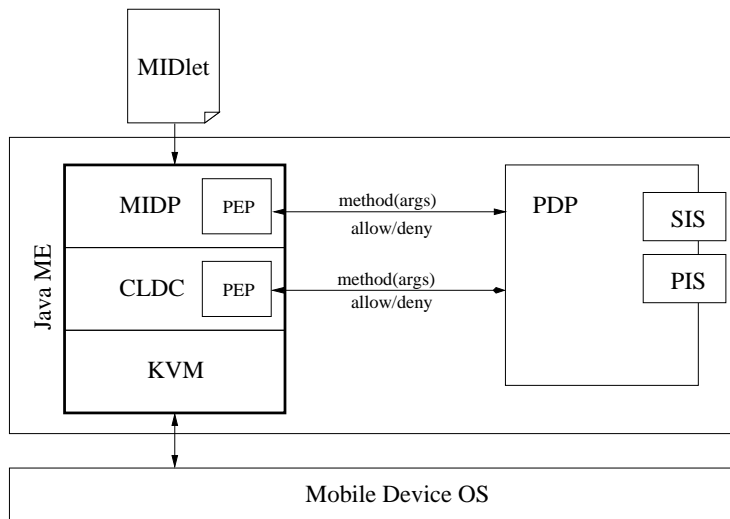 MIDlet
Java ME
MIDP
PEP
method(args)
allow/deny
PDP
SIS
CLDC
PEP
method(args)
allow/deny
PIS
KVM
Mobile Device OS